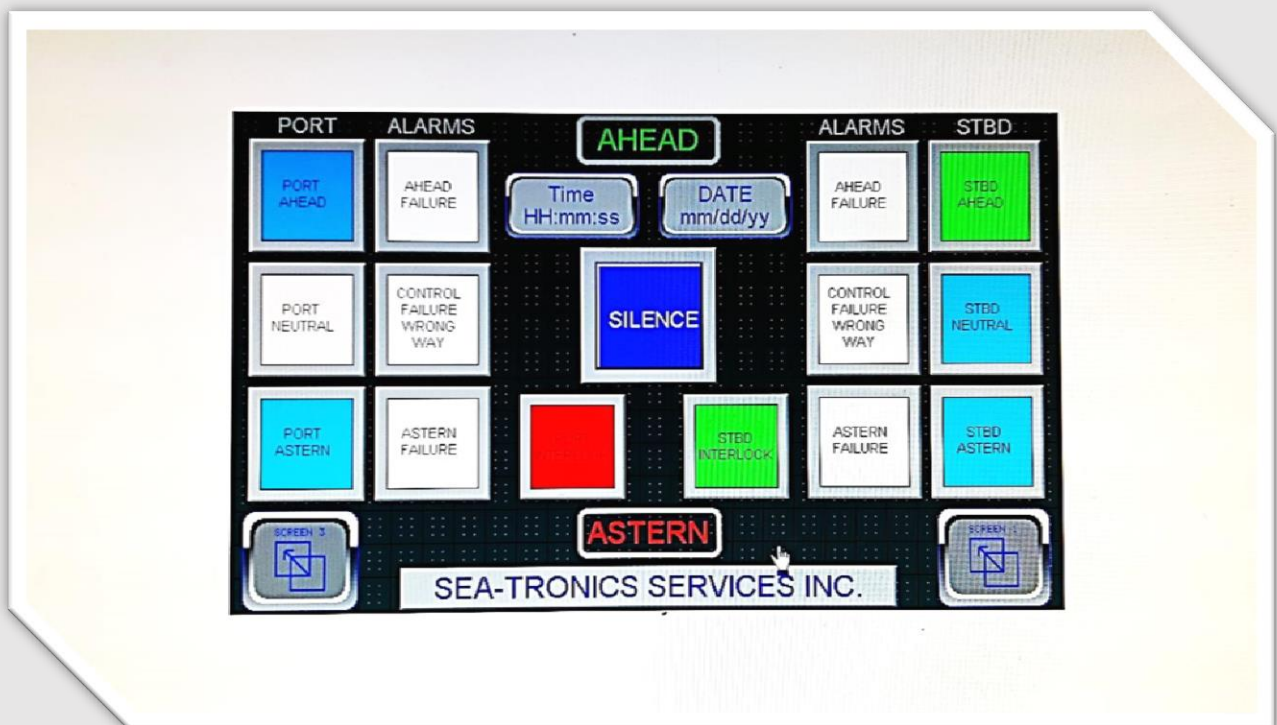 PORT
ALARMS
AHEAD
ALARMS
STBD
PORT
AHEAD
AHEAD
FAILURE
Time
HH:mm:ss
DATE
mm/dd/yy
AHEAD
FAILURE
STBD
AHEAD
PORT
NEUTRAL
CONTROL
FAILURE
WRONG
WAY
SILENCE
CONTROL
FAILURE
WRONG
WAY
STBD
NEUTRAL
PORT
ASTERN
ASTERN
FAILURE
STBD
INTERLOCK
ASTERN
FAILURE
STBD
ASTERN
SCREEN 3
ASTERN
SCREEN
SEA-TRONICS SERVICES INC.